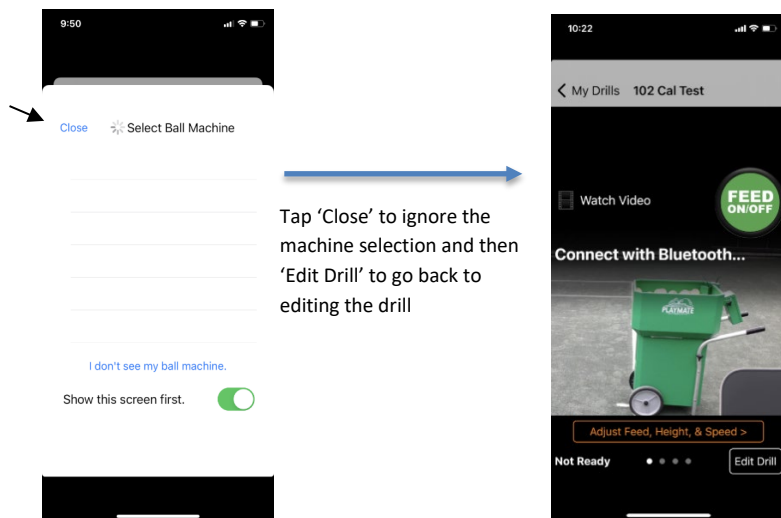 9:50
Close
Select Ball Machine
I don't see my ball machine.
Show this screen first.
Tap ‘Close’ to ignore the
machine selection and then
‘Edit Drill’ to go back to
editing the drill
10:22
My Drills 102 Cal Test
Watch Video
FEED
ON/OFF
Connect with Bluetooth...
PLAYMATE
Adjust Feed, Height, & Speed >
Not Ready
Edit Drill